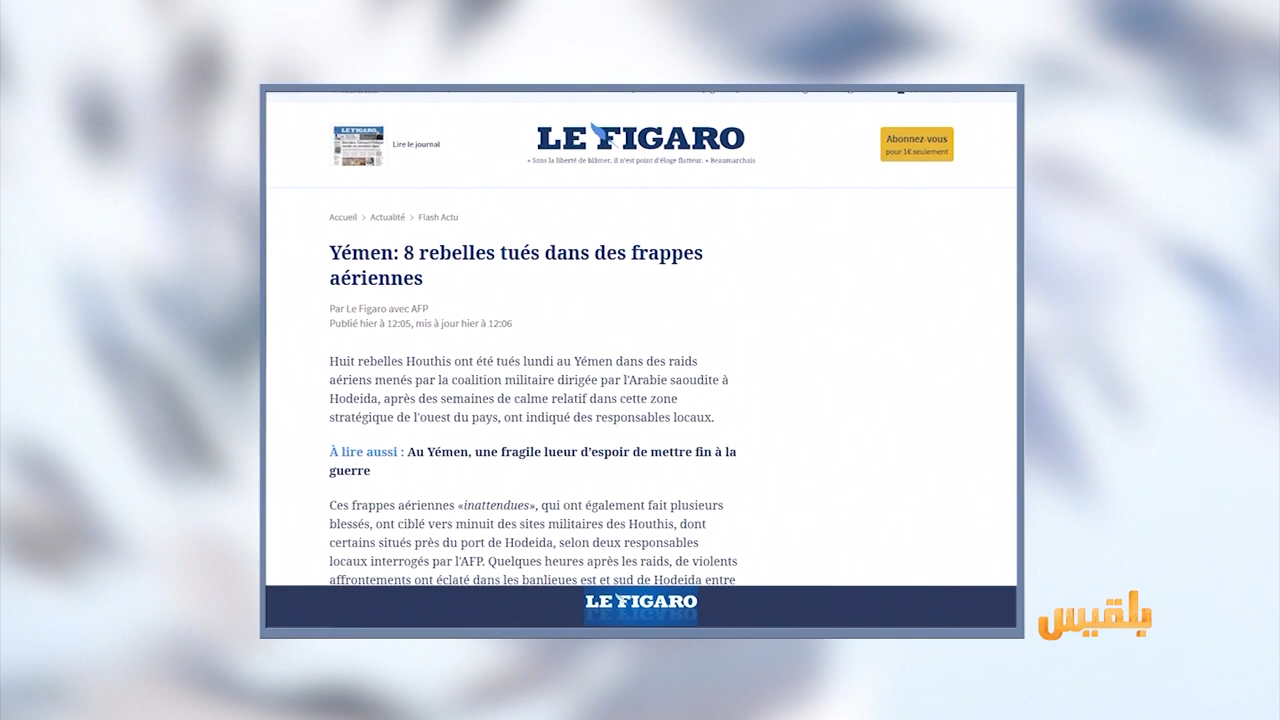 LE FIGARO
Lire le journal
LE FIGARO
« Sans la liberté de blâmer, il n'est point d'éloge flatteur. » Beaumarchais
Abonnez-vous
pour 1€ seulement
Accueil > Actualité > Flash Actu
Yémen: 8 rebelles tués dans des frappes
aériennes
Par Le Figaro avec AFP
Publié hier à 12:05, mis à jour hier à 12:06
Huit rebelles Houthis ont été tués lundi au Yémen dans des raids
aériens menés par la coalition militaire dirigée par l'Arabie saoudite à
Hodeida, après des semaines de calme relatif dans cette zone
stratégique de l'ouest du pays, ont indiqué des responsables locaux.
À lire aussi : Au Yémen, une fragile lueur d'espoir de mettre fin à la
guerre
Ces frappes aériennes «inattendues», qui ont également fait plusieurs
blessés, ont ciblé vers minuit des sites militaires des Houthis, dont
certains situés près du port de Hodeida, selon deux responsables
locaux interrogés par l'AFP. Quelques heures après les raids, de violents
affrontements ont éclaté dans les banlieues est et sud de Hodeida entre
LE FIGARO
بلقيس